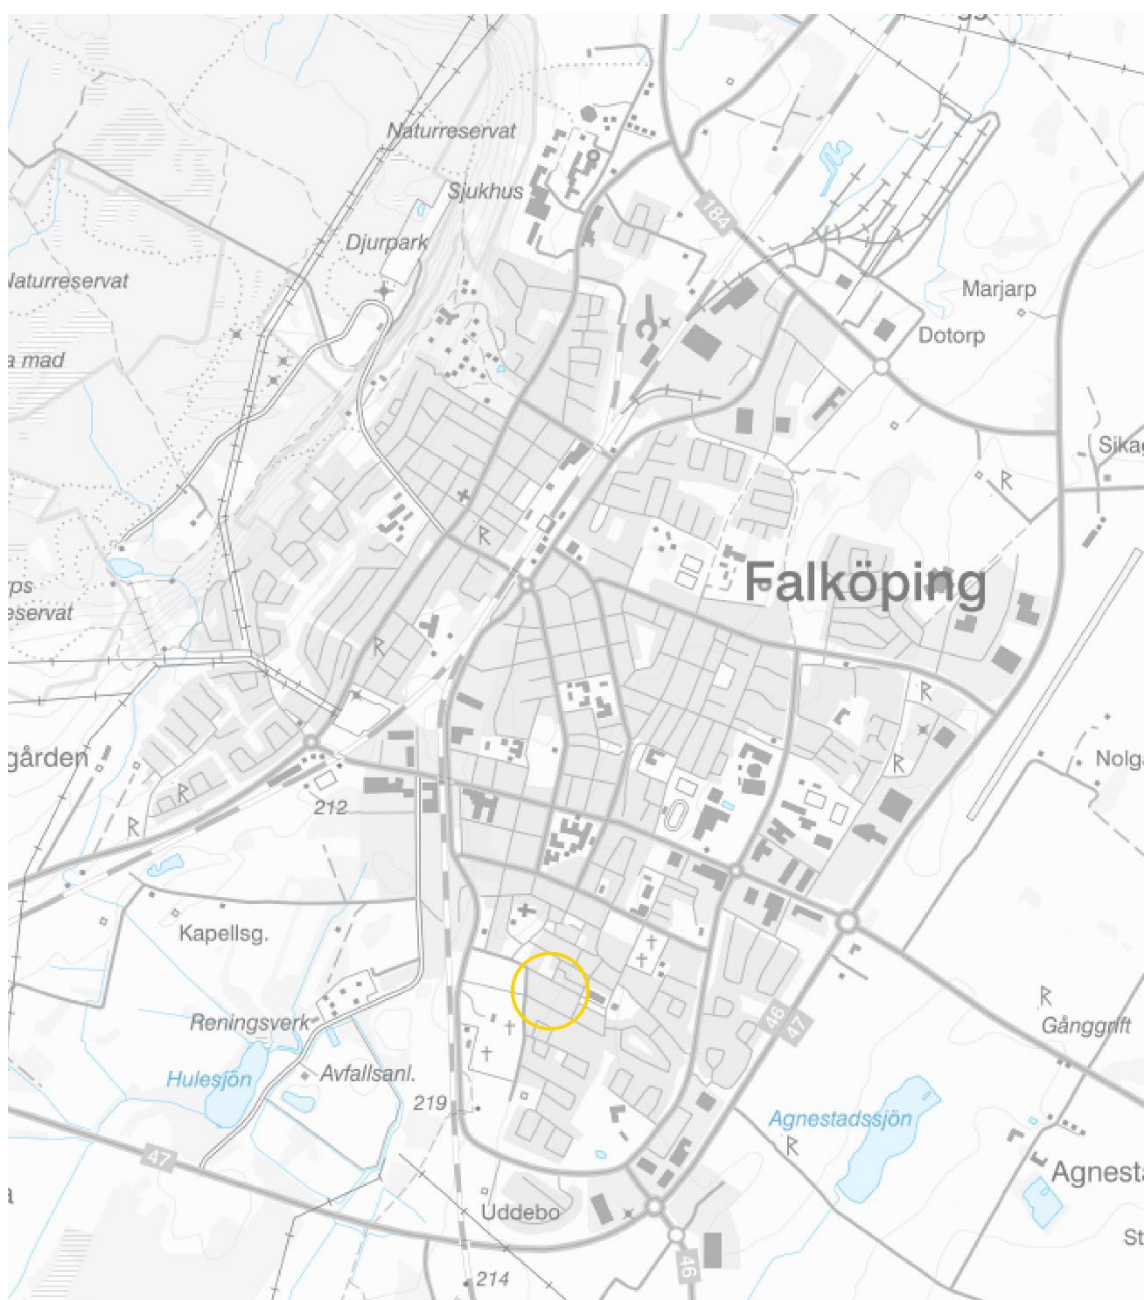 Naturreservat
Sjukhus
184
Djurpark
Naturreservat
Marjarp
Dotorp
a mad
Sikag
R
R
Falköping
rps
eservat
R
R
gården
Nolga
R
R
212
R
Kapellsg.
R
Reningsverk
46
47
Gånggrift
Hulesjön
Avfallsanl.
219
Agnestadssjön
R
47
Agnesta
Uddebo
St
46
214